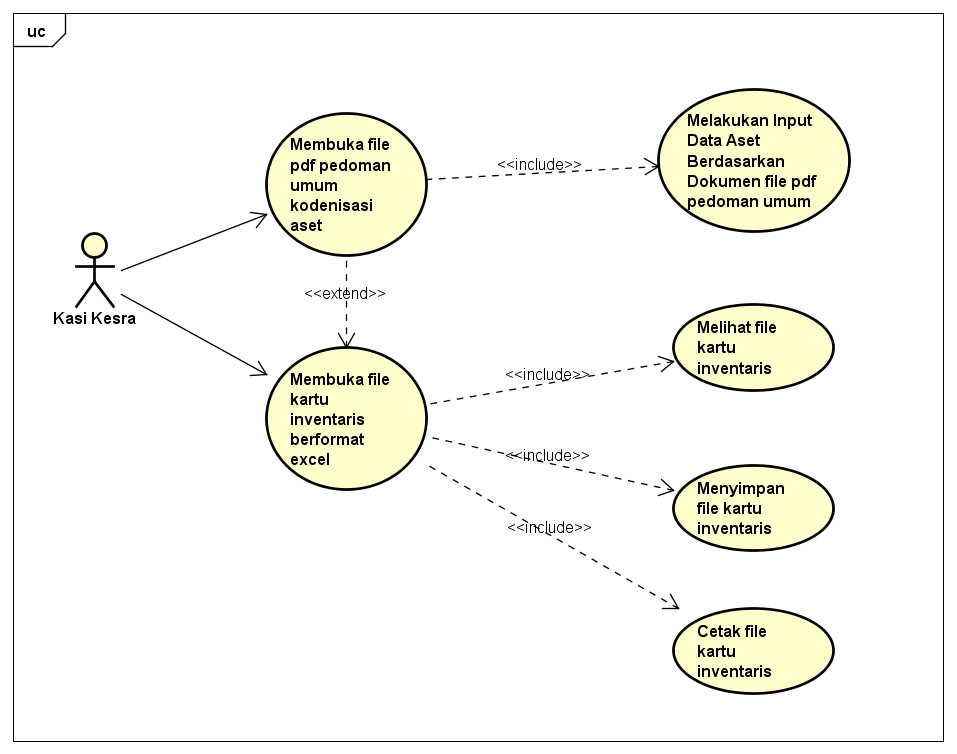 uc
Membuka file
pdf pedoman
umum
kodenisasi
aset
<<include>>
Melakukan Input
Data Aset
Berdasarkan
Dokumen file pdf
pedoman umum
Kasi Kesra
<<extend>>
Membuka file
kartu
inventaris
berformat
excel
<<include>>
Melihat file
kartu
inventaris
<<include>>
Menyimpan
file kartu
inventaris
<<include>>
Cetak file
kartu
inventaris